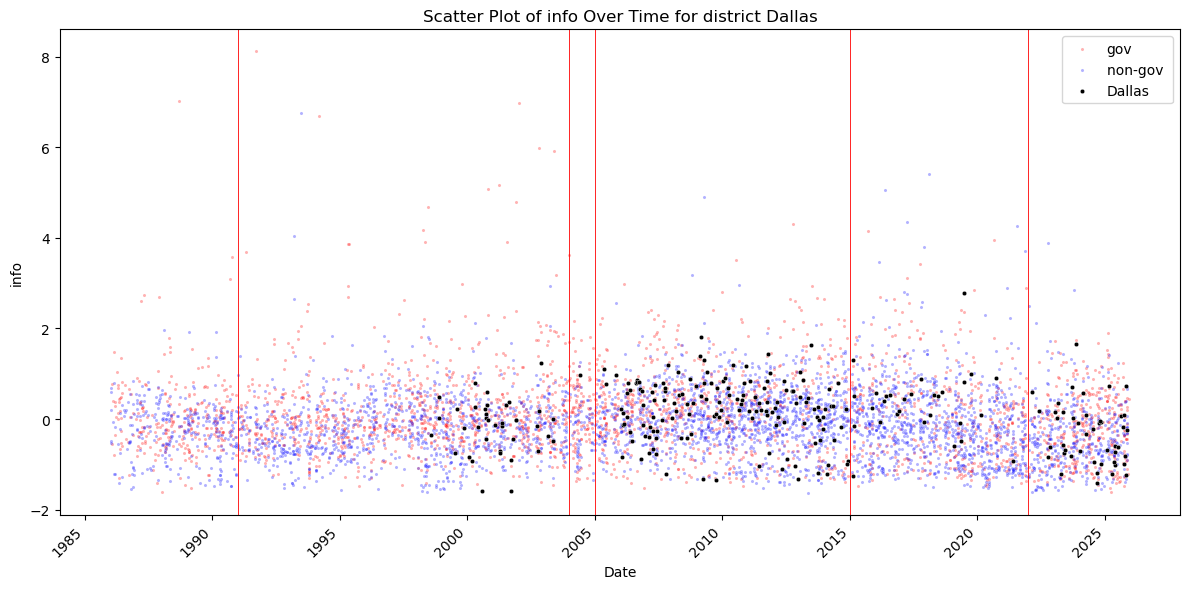 Scatter Plot of info Over Time for district Dallas
gov
non-gov
Dallas
info
8
6
4
2
0
−2
1985
1990
1995
2000
2005
2010
2015
2020
2025
Date